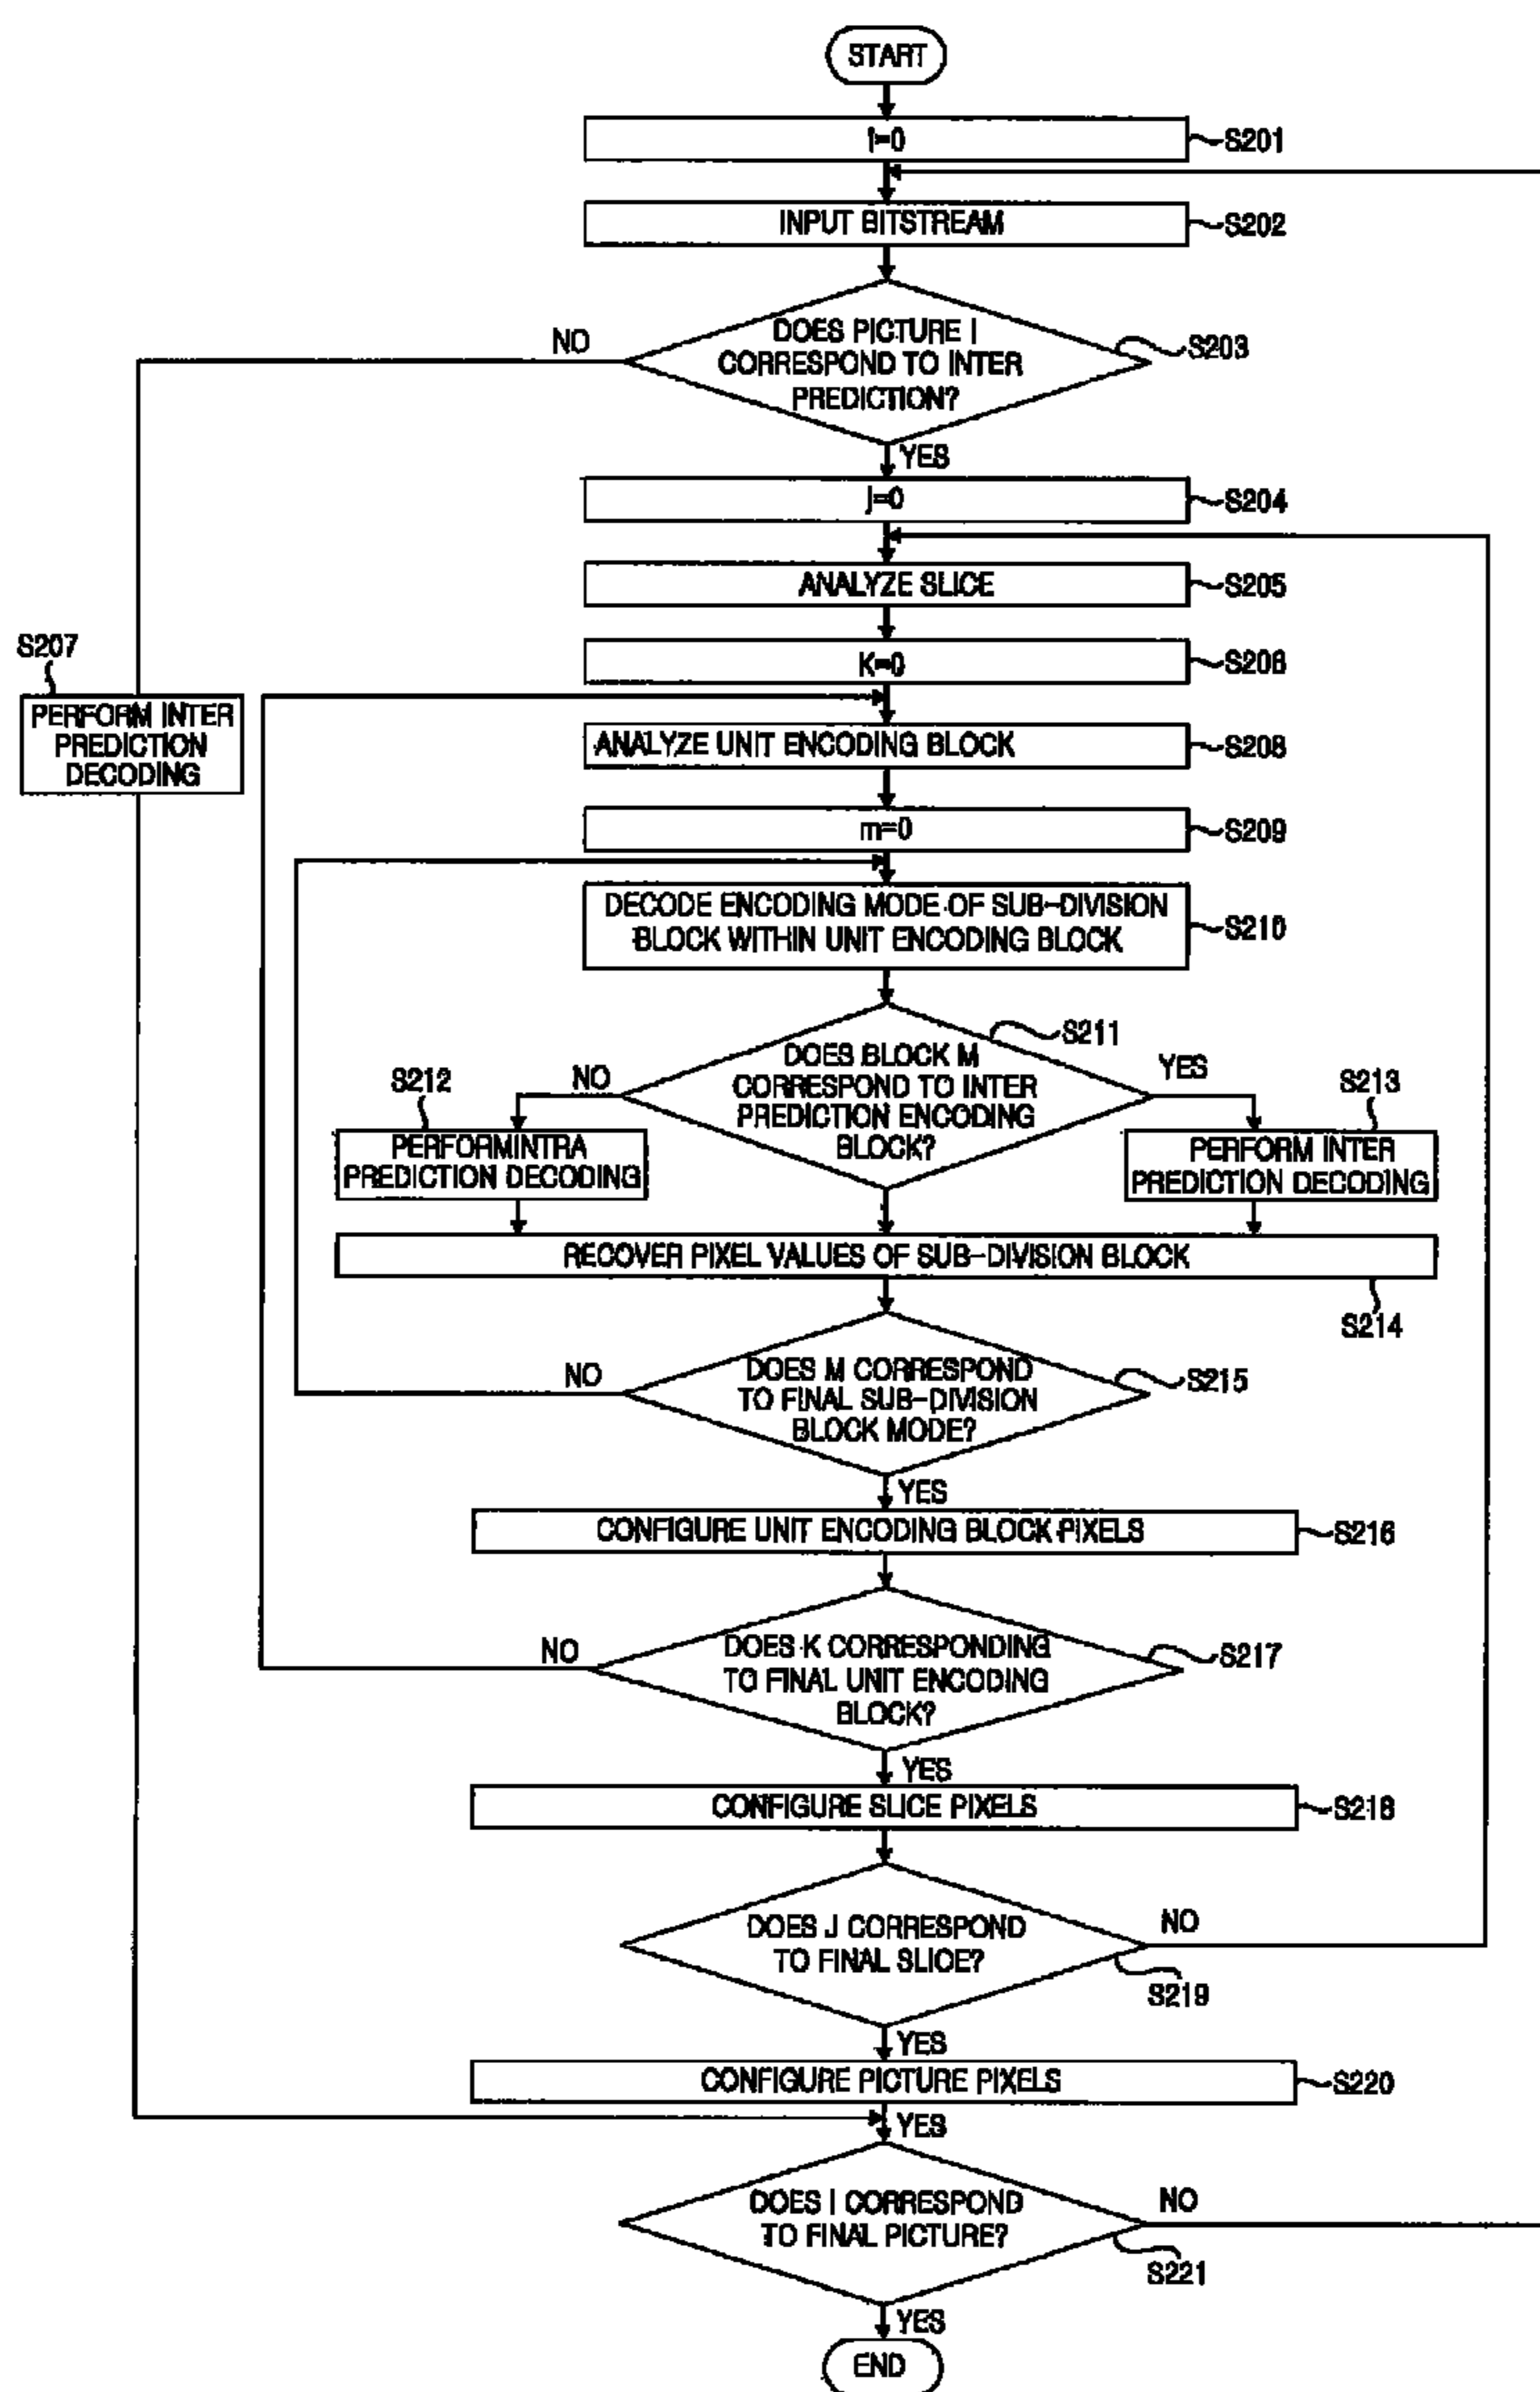 START
i=0
S201
INPUT BITSTREAM
S202
DOES PICTURE I
CORRESPOND TO INTER
PREDICTION?
S203
NO
YES
j=0
S204
ANALYZE SLICE
S205
K=0
S206
S207
PERFORM INTER
PREDICTION
DECODING
ANALYZE UNIT ENCODING BLOCK
S208
m=0
S209
DECODE ENCODING MODE OF SUB-DIVISION
BLOCK WITHIN UNIT ENCODING BLOCK
S210
DOES BLOCK M
CORRESPOND TO INTER
PREDICTION ENCODING
BLOCK?
S211
NO
YES
S212
PERFORMINTRA
PREDICTION DECODING
S213
PERFORM INTER
PREDICTION DECODING
RECOVER PIXEL VALUES OF SUB-DIVISION BLOCK
S214
DOES M CORRESPOND
TO FINAL SUB-DIVISION
BLOCK MODE?
S215
NO
YES
CONFIGURE UNIT ENCODING BLOCK PIXELS
S216
DOES K CORRESPONDING
TO FINAL UNIT ENCODING
BLOCK?
S217
NO
YES
CONFIGURE SLICE PIXELS
S218
DOES J CORRESPOND
TO FINAL SLICE?
NO
S219
YES
CONFIGURE PICTURE PIXELS
S220
YES
DOES I CORRESPOND
TO FINAL PICTURE?
NO
S221
YES
END